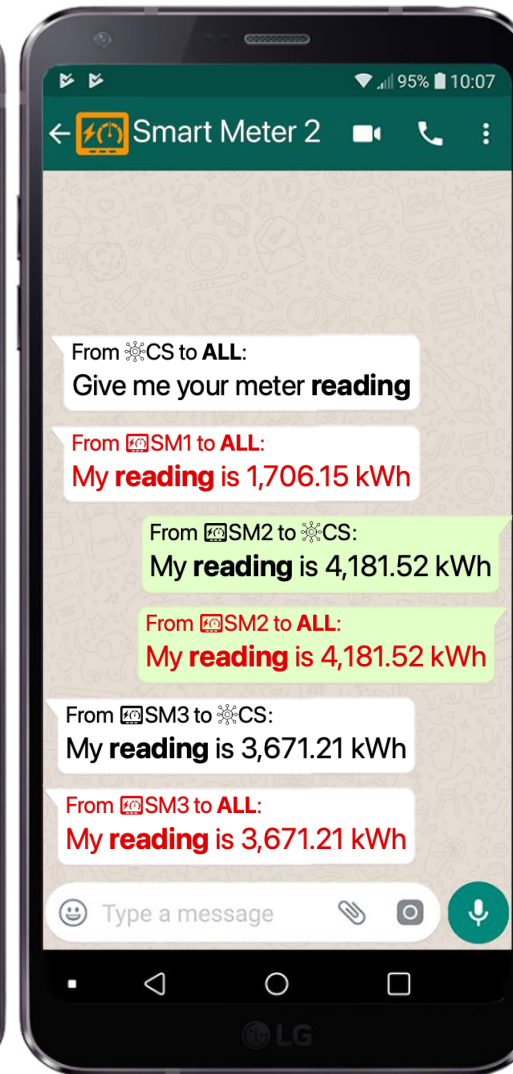 95% 10:07
Smart Meter 2
From CS to ALL:
Give me your meter reading
From SM1 to ALL:
My reading is 1,706.15 kWh
From SM2 to CS:
My reading is 4,181.52 kWh
From SM2 to ALL:
My reading is 4,181.52 kWh
From SM3 to CS:
My reading is 3,671.21 kWh
From SM3 to ALL:
My reading is 3,671.21 kWh
Type a message
LG